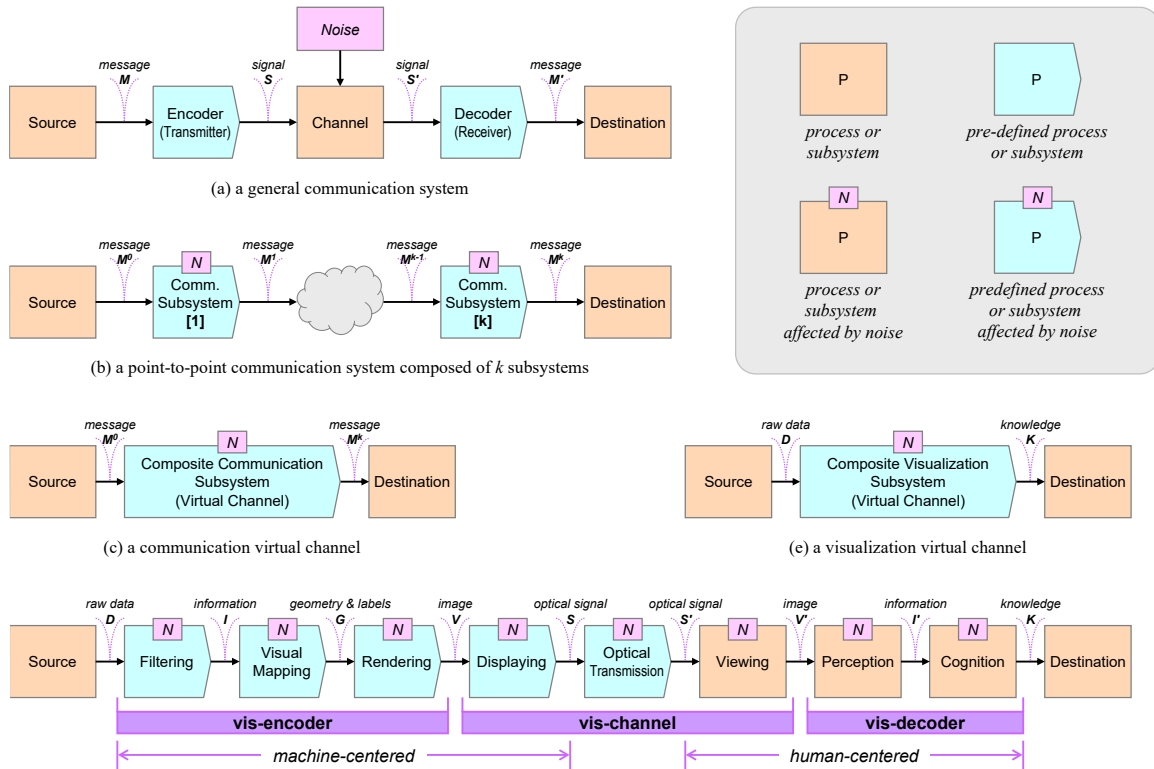 Noise
message
M
signal
S
signal
S'
message
M'
Source
Encoder
(Transmitter)
Channel
Decoder
(Receiver)
Destination
(a) a general communication system
P
process or
subsystem
P
pre-defined process
or subsystem
N
P
process or
subsystem
affected by noise
N
P
predefined process
or subsystem
affected by noise
message
M⁰
message
M¹
message
Mᵏ⁻¹
message
Mᵏ
Source
N
Comm.
Subsystem
[1]
N
Comm.
Subsystem
[k]
Destination
(b) a point-to-point communication system composed of k subsystems
message
M⁰
message
Mᵏ
Source
N
Composite Communication
Subsystem
(Virtual Channel)
Destination
(c) a communication virtual channel
raw data
D
knowledge
K
Source
N
Composite Visualization
Subsystem
(Virtual Channel)
Destination
(e) a visualization virtual channel
raw data
D
information
I
geometry & labels
G
image
V
optical signal
S
optical signal
S'
image
V'
information
I'
knowledge
K
Source
N
Filtering
N
Visual
Mapping
N
Rendering
N
Displaying
N
Optical
Transmission
N
Viewing
N
Perception
N
Cognition
Destination
vis-encoder
vis-channel
vis-decoder
machine-centered
human-centered